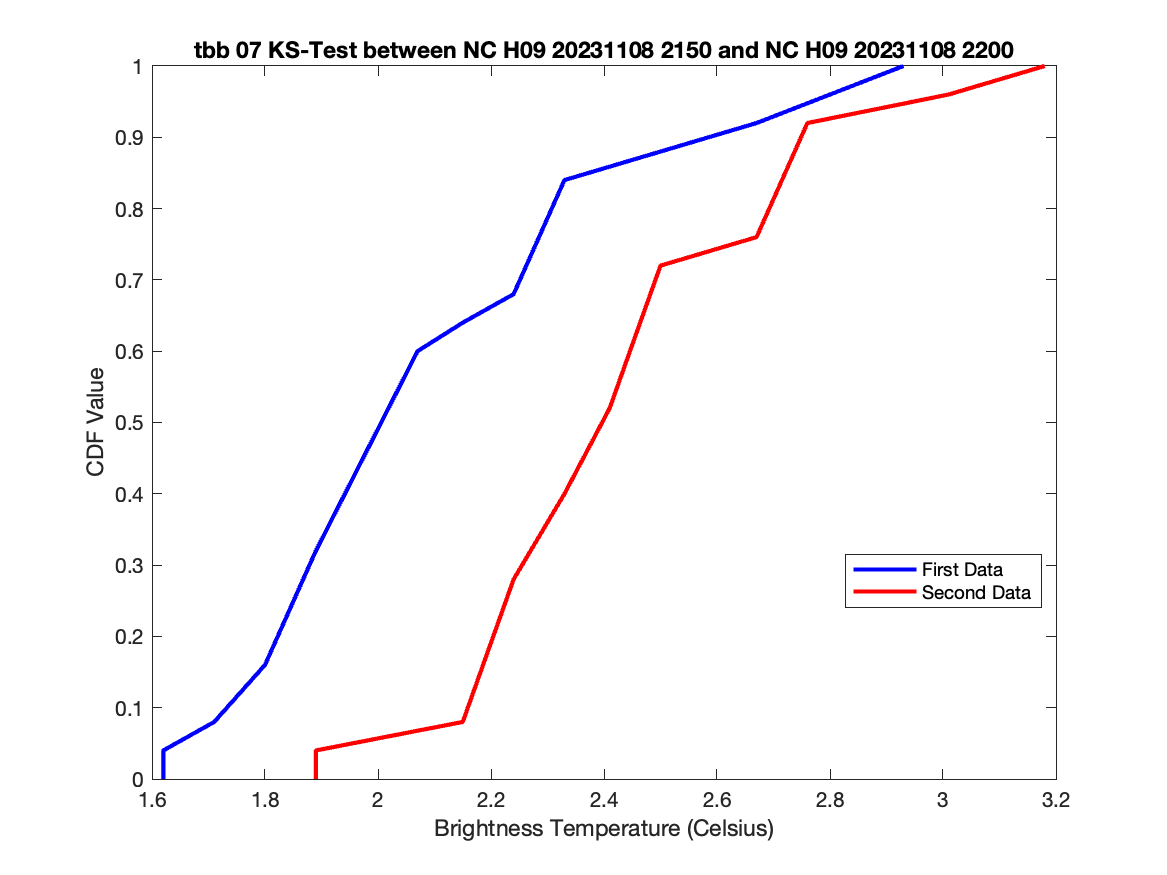 tbb 07 KS-Test between NC H09 20231108 2150 and NC H09 20231108 2200
1
0.9
0.8
0.7
0.6
0.5
0.4
0.3
0.2
0.1
0
CDF Value
First Data
Second Data
1.6 1.8 2 2.2 2.4 2.6 2.8 3 3.2
Brightness Temperature (Celsius)